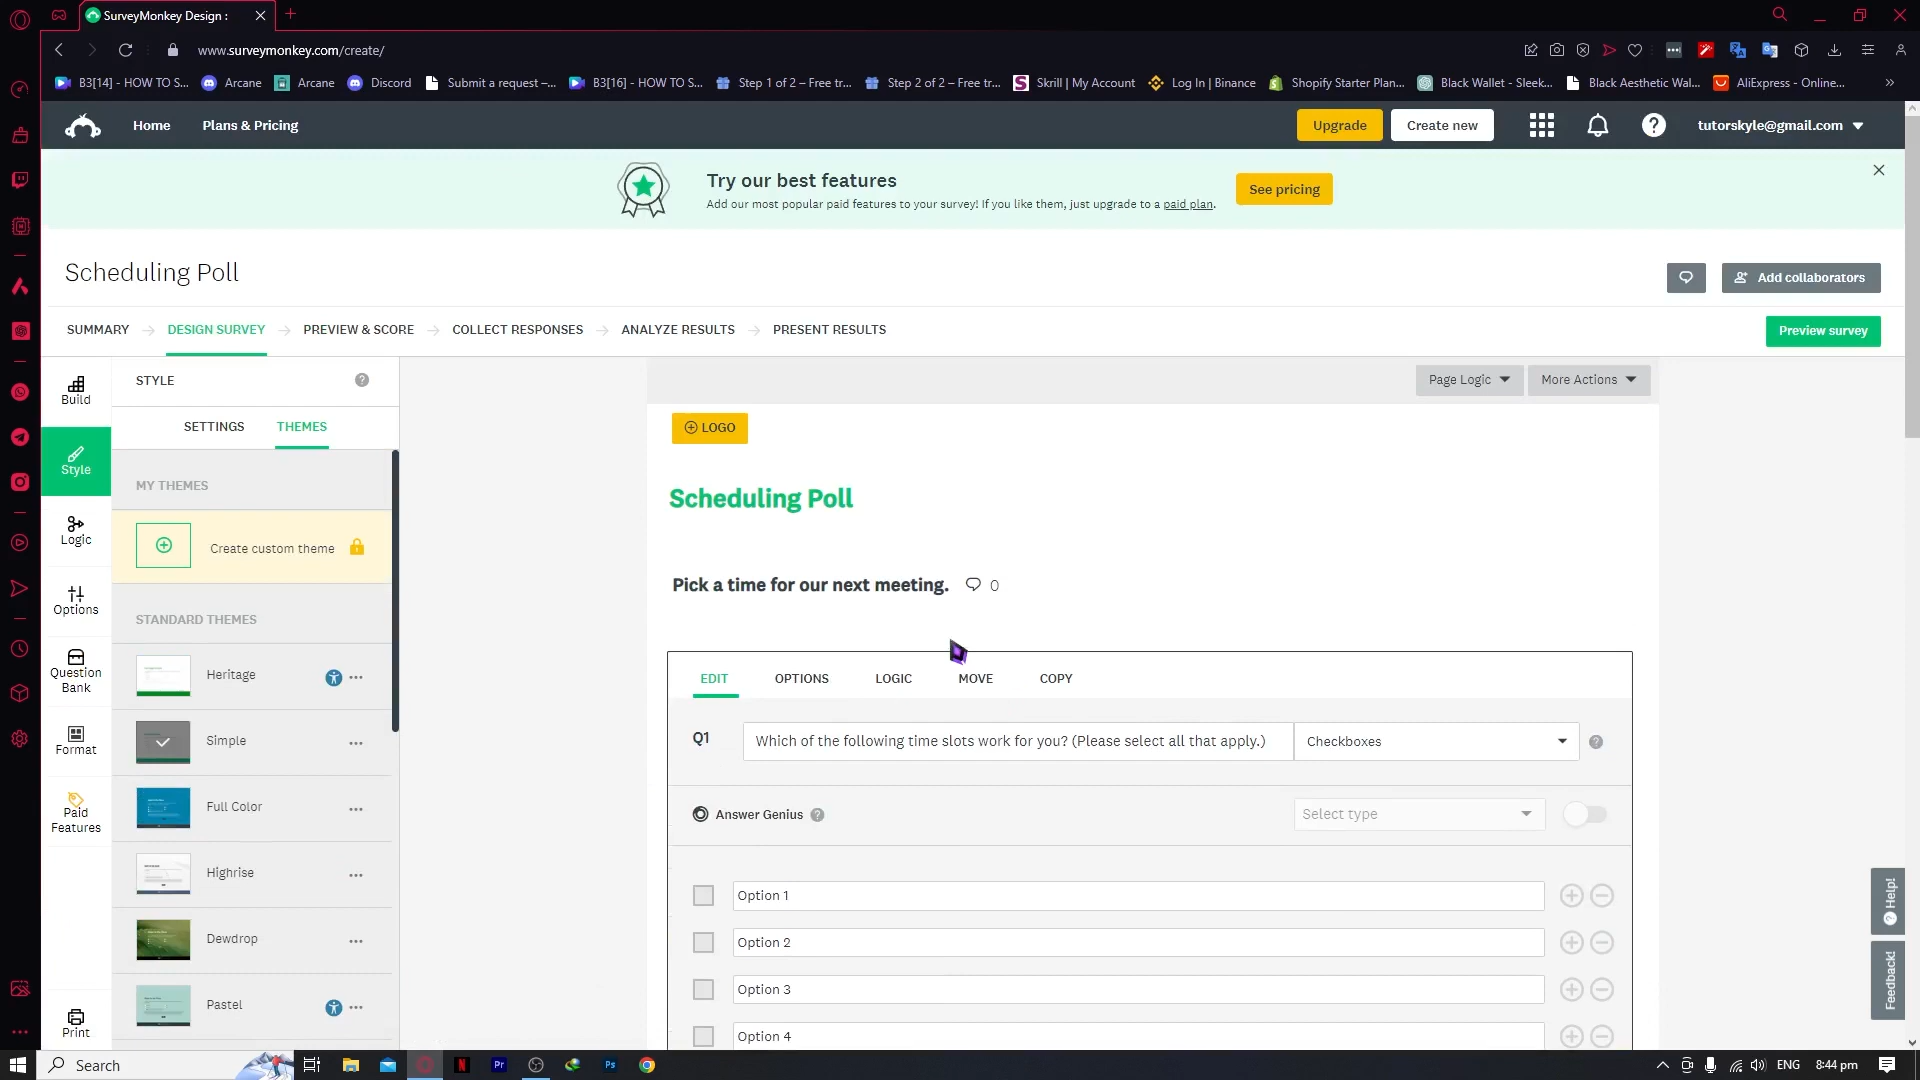 SurveyMonkey Design :
www.surveymonkey.com/create/
B3[14] - HOW TO S...
Arcane
Arcane
Discord
Submit a request –...
B3[16] - HOW TO S...
Step 1 of 2 – Free tr...
Step 2 of 2 – Free tr...
Skrill | My Account
Log In | Binance
Shopify Starter Plan...
Black Wallet - Sleek...
Black Aesthetic Wal...
AliExpress - Online...
Home
Plans & Pricing
Upgrade
Create new
tutorskyle@gmail.com
Try our best features
Add our most popular paid features to your survey! If you like them, just upgrade to a paid plan.
See pricing
Scheduling Poll
Add collaborators
SUMMARY
DESIGN SURVEY
PREVIEW & SCORE
COLLECT RESPONSES
ANALYZE RESULTS
PRESENT RESULTS
Preview survey
Build
Style
Logic
Options
Question
Bank
Format
Paid
Features
Print
STYLE
SETTINGS
THEMES
MY THEMES
Create custom theme
STANDARD THEMES
Heritage
Simple
Full Color
Highrise
Dewdrop
Pastel
Page Logic
More Actions
LOGO
Scheduling Poll
Pick a time for our next meeting.
0
EDIT
OPTIONS
LOGIC
MOVE
COPY
Q1
Which of the following time slots work for you? (Please select all that apply.)
Checkboxes
Answer Genius
Select type
Option 1
Option 2
Option 3
Option 4
Help!
Feedback!
Search
ENG
8:44 pm